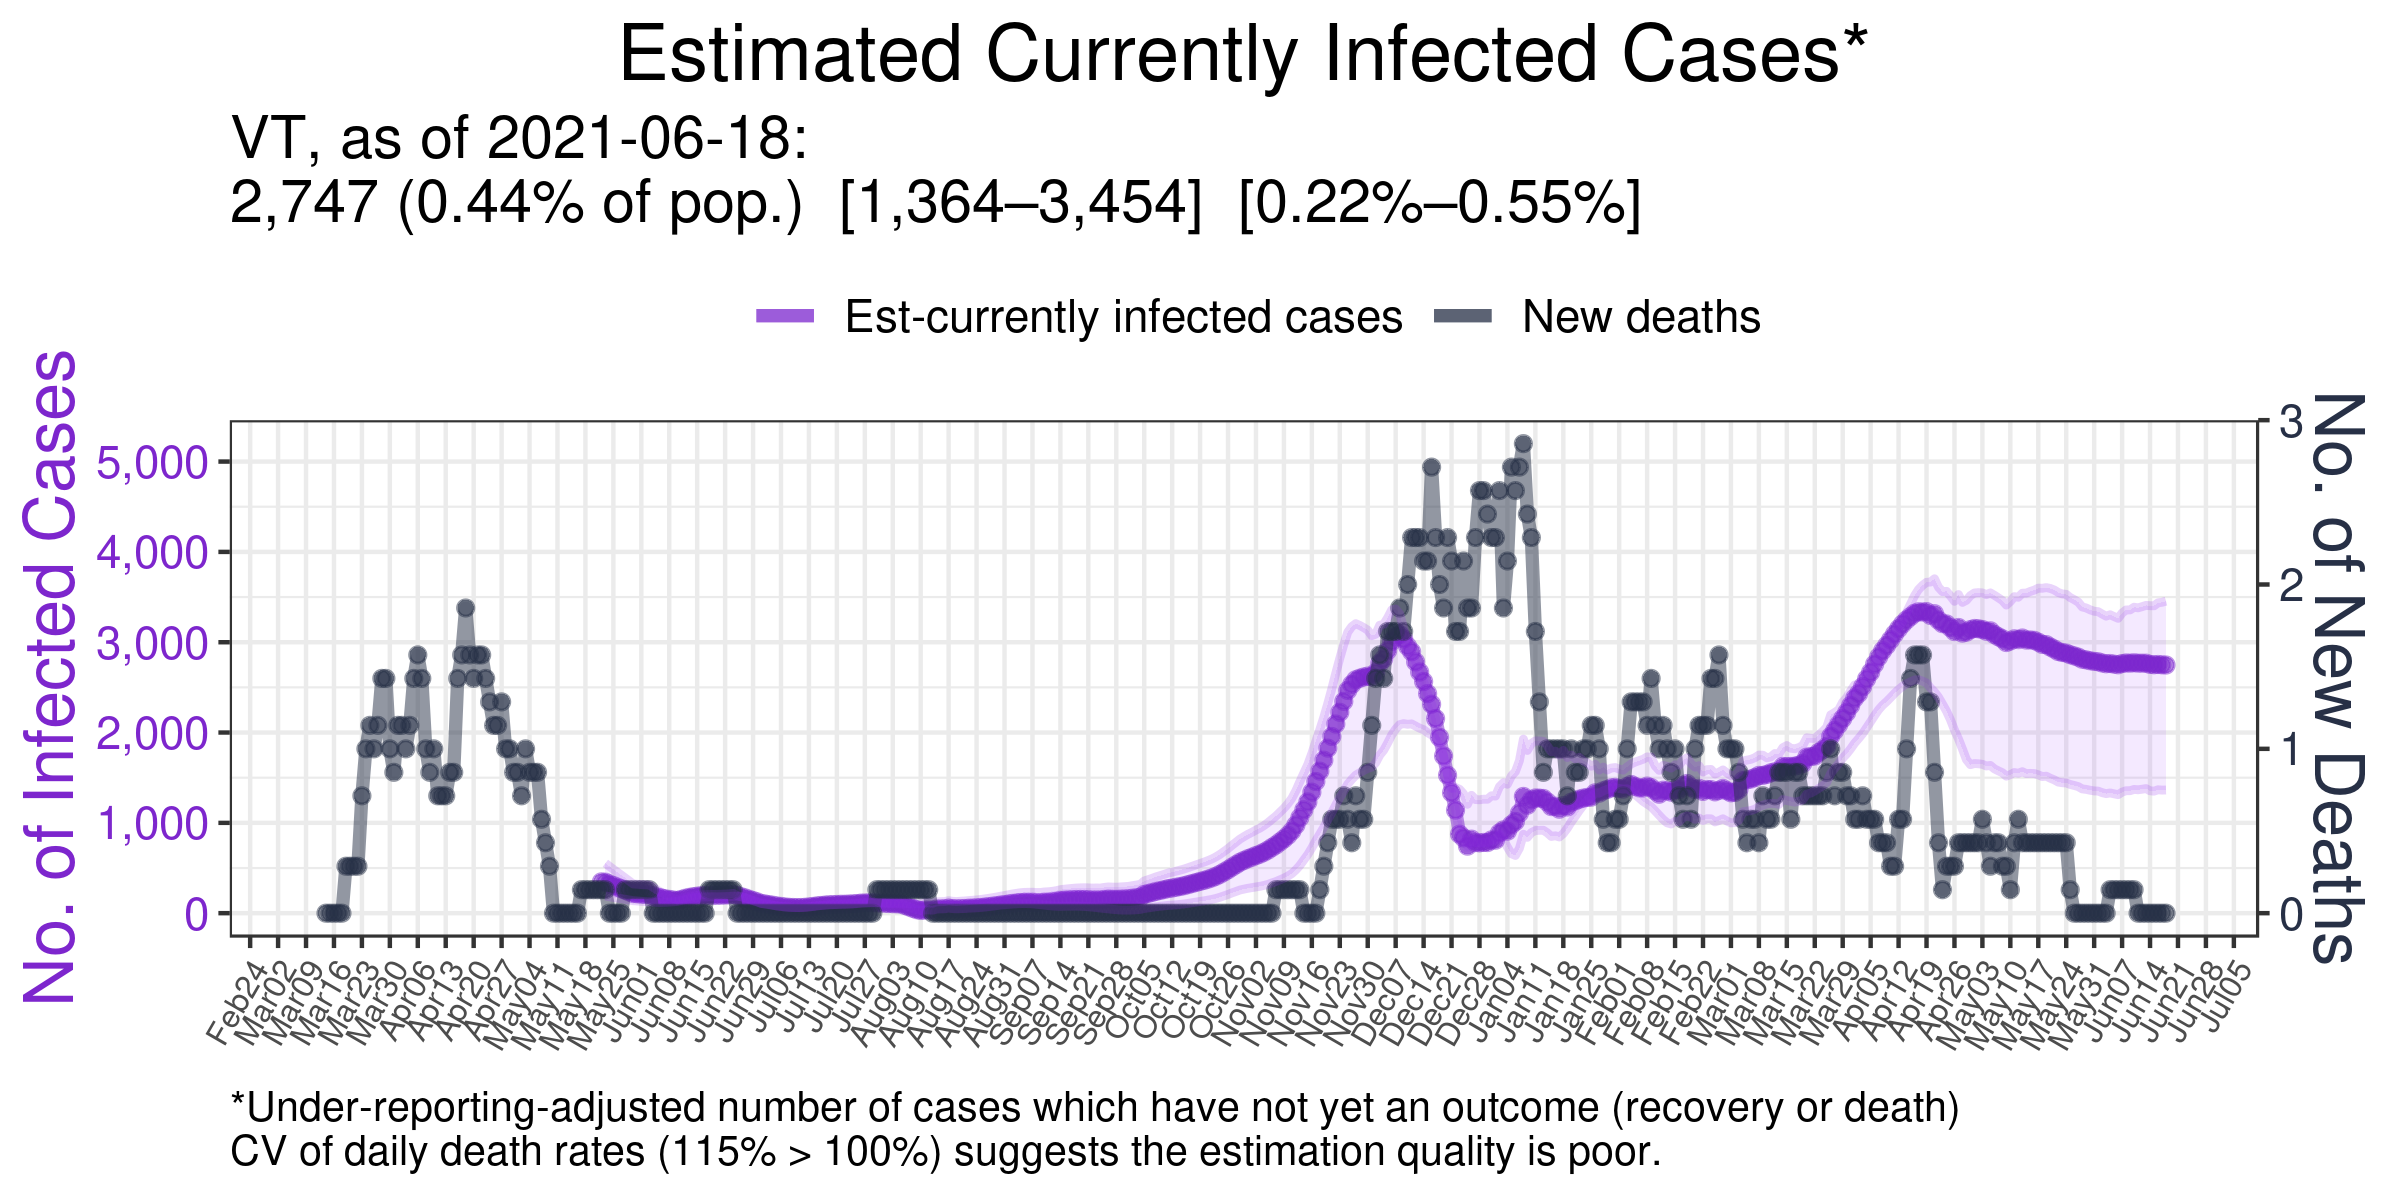 Estimated Currently Infected Cases*
VT, as of 2021-06-18:
2,747 (0.44% of pop.) [1,364–3,454] [0.22%–0.55%]
Est-currently infected cases
New deaths
No. of Infected Cases
5,000
4,000
3,000
2,000
1,000
0
3
2
1
0
No. of New Deaths
Feb24
Mar02
Mar09
Mar16
Mar23
Mar30
Apr06
Apr13
Apr20
Apr27
May04
May11
May18
May25
Jun01
Jun08
Jun15
Jun22
Jun29
Jul06
Jul13
Jul20
Jul27
Aug03
Aug10
Aug17
Aug24
Aug31
Sep07
Sep14
Sep21
Sep28
Oct05
Oct12
Oct19
Oct26
Nov02
Nov09
Nov16
Nov23
Nov30
Dec07
Dec14
Dec21
Dec28
Jan04
Jan11
Jan18
Jan25
Feb01
Feb08
Feb15
Feb22
Mar01
Mar08
Mar15
Mar22
Mar29
Apr05
Apr12
Apr19
Apr26
May03
May10
May17
May24
May31
Jun07
Jun14
Jun21
Jun28
Jul05
*Under-reporting-adjusted number of cases which have not yet an outcome (recovery or death)
CV of daily death rates (115% > 100%) suggests the estimation quality is poor.